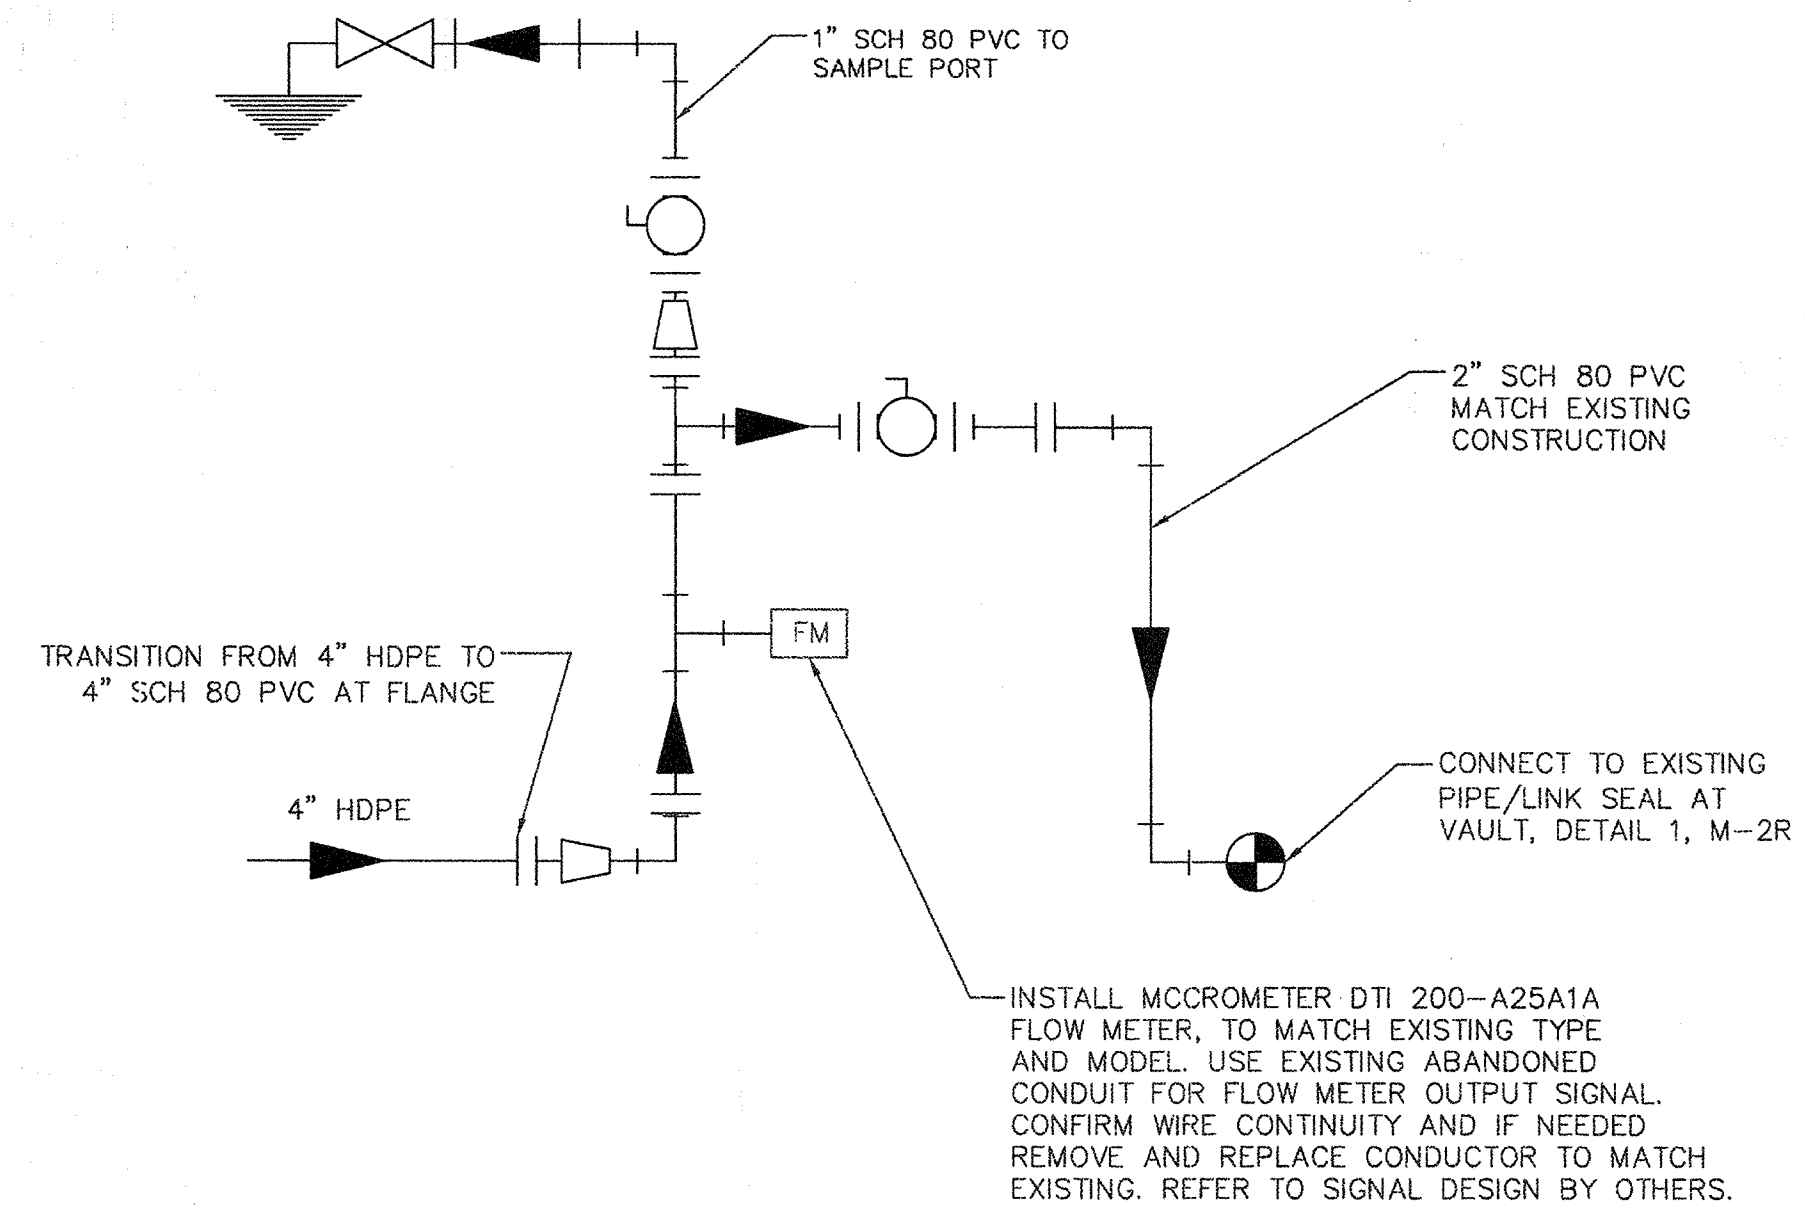 1" SCH 80 PVC TO
SAMPLE PORT
2" SCH 80 PVC
MATCH EXISTING
CONSTRUCTION
FM
TRANSITION FROM 4" HDPE TO
4" SCH 80 PVC AT FLANGE
4" HDPE
CONNECT TO EXISTING
PIPE/LINK SEAL AT
VAULT, DETAIL 1, M-2R
INSTALL MCCROMETER DTI 200-A25A1A
FLOW METER, TO MATCH EXISTING TYPE
AND MODEL. USE EXISTING ABANDONED
CONDUIT FOR FLOW METER OUTPUT SIGNAL.
CONFIRM WIRE CONTINUITY AND IF NEEDED
REMOVE AND REPLACE CONDUCTOR TO MATCH
EXISTING. REFER TO SIGNAL DESIGN BY OTHERS.